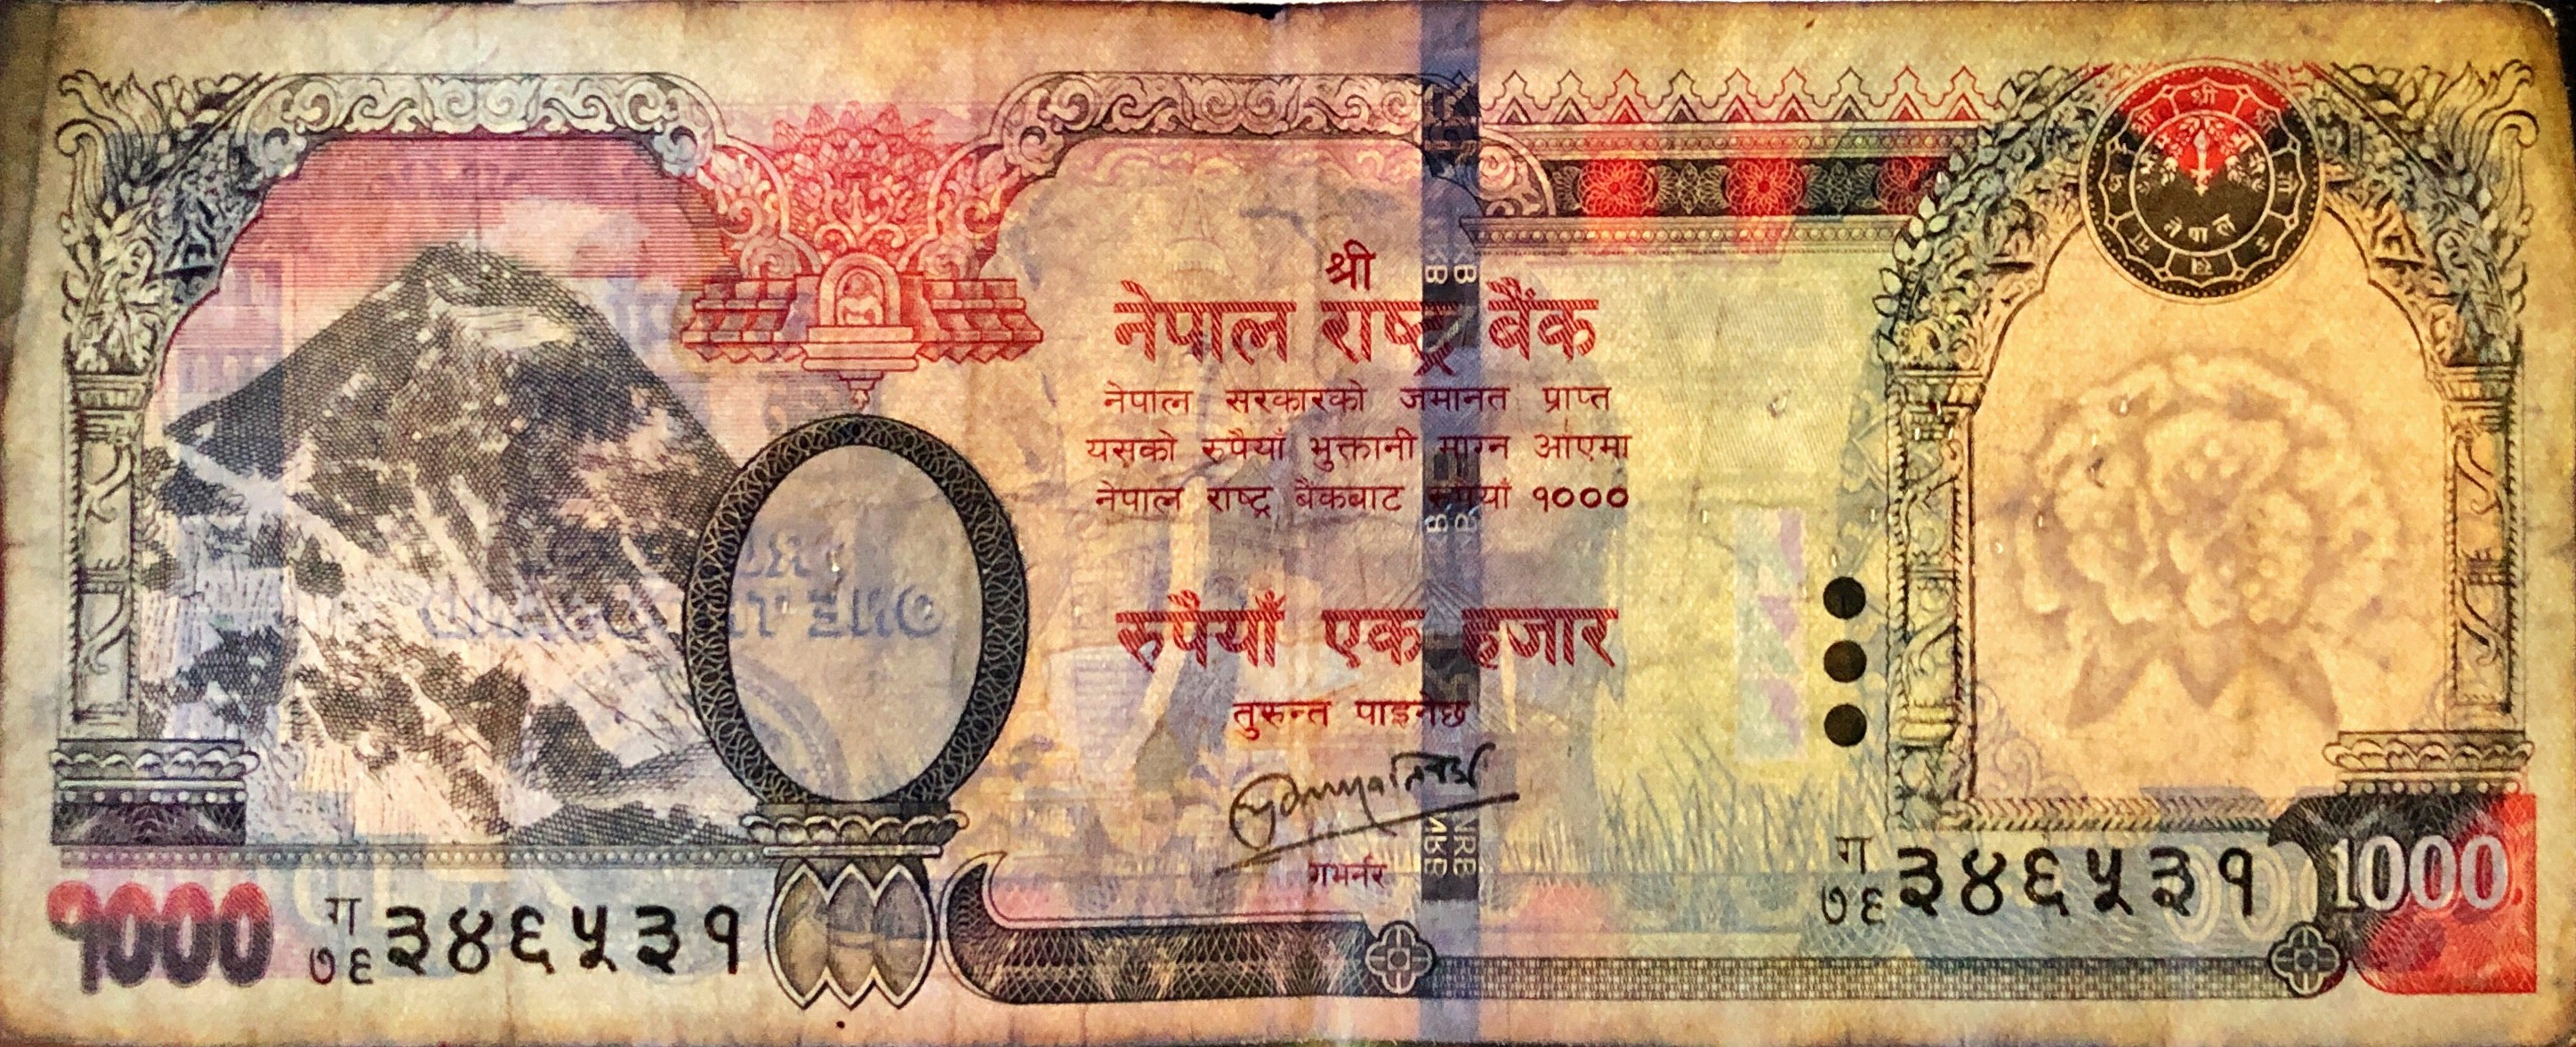 श्री
नेपाल राष्ट्र बैंक
नेपाल सरकारको जमानत प्राप्त
यसको रुपैयाँ भुक्तानी माग्न आएमा
नेपाल राष्ट्र बैंकबाट रुपैयाँ १०००
रुपैयाँ एक हजार
तुरुन्त पाइनेछ
गभर्नर
ग
७६ ३४६५३१
1000
१०००
ग
७६ ३४६५३१
नेपाल
NRB